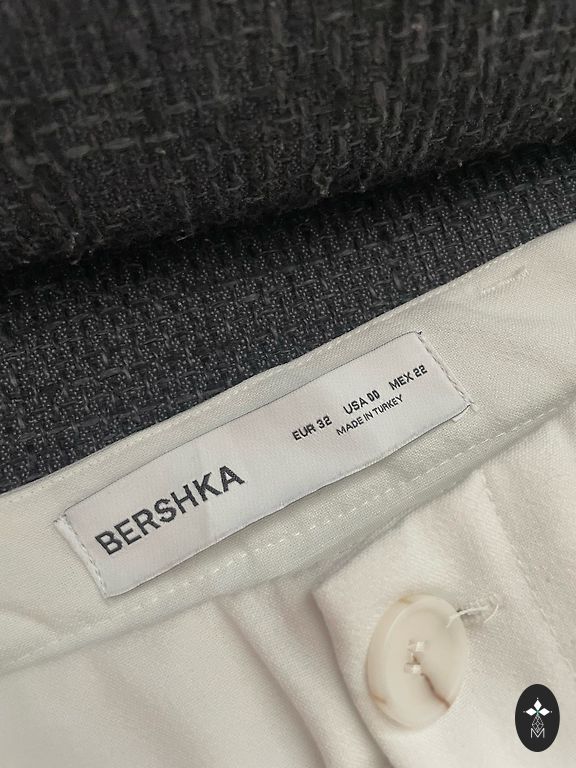 BERSHKA
EUR 32 USA 00 MEX 22
MADE IN TURKEY
M